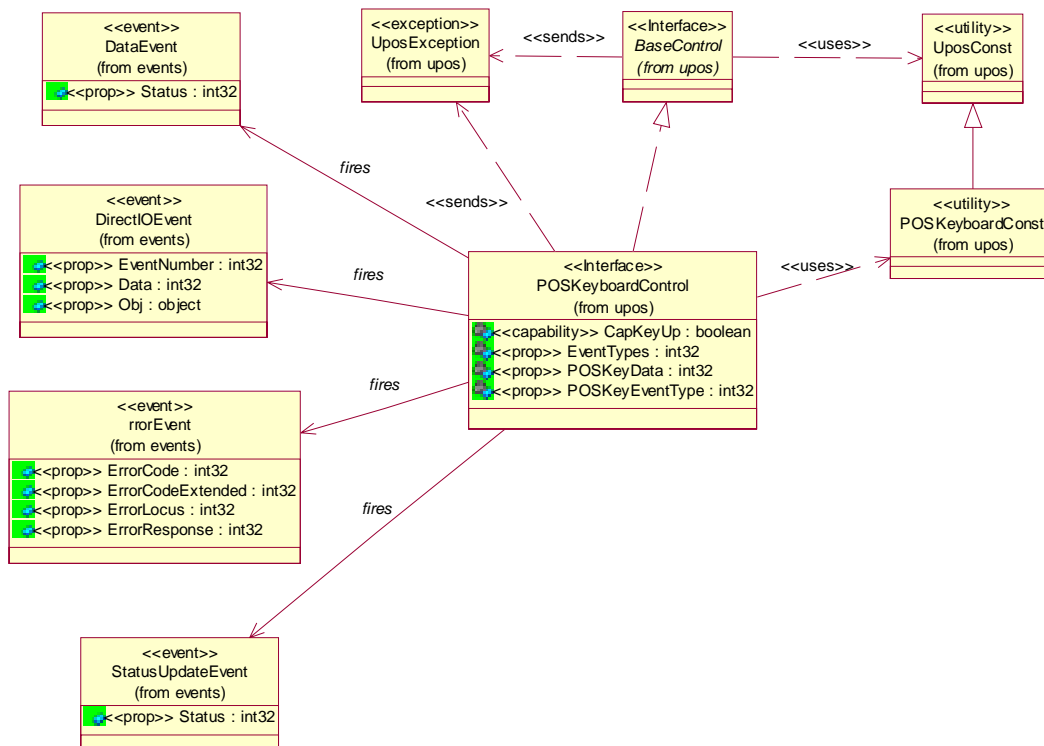 <<event>>
DataEvent
(from events)
<<prop>> Status : int32
<<exception>>
UposException
(from upos)
<<sends>>
<<Interface>>
BaseControl
(from upos)
<<uses>>
<<utility>>
UposConst
(from upos)
fires
<<sends>>
<<event>>
DirectIOEvent
(from events)
<<prop>> EventNumber : int32
<<prop>> Data : int32
<<prop>> Obj : object
fires
<<utility>>
POSKeyboardConst
(from upos)
<<uses>>
<<Interface>>
POSKeyboardControl
(from upos)
<<capability>> CapKeyUp : boolean
<<prop>> EventTypes : int32
<<prop>> POSKeyData : int32
<<prop>> POSKeyEventType : int32
fires
<<event>>
rrorEvent
(from events)
<<prop>> ErrorCode : int32
<<prop>> ErrorCodeExtended : int32
<<prop>> ErrorLocus : int32
<<prop>> ErrorResponse : int32
fires
<<event>>
StatusUpdateEvent
(from events)
<<prop>> Status : int32